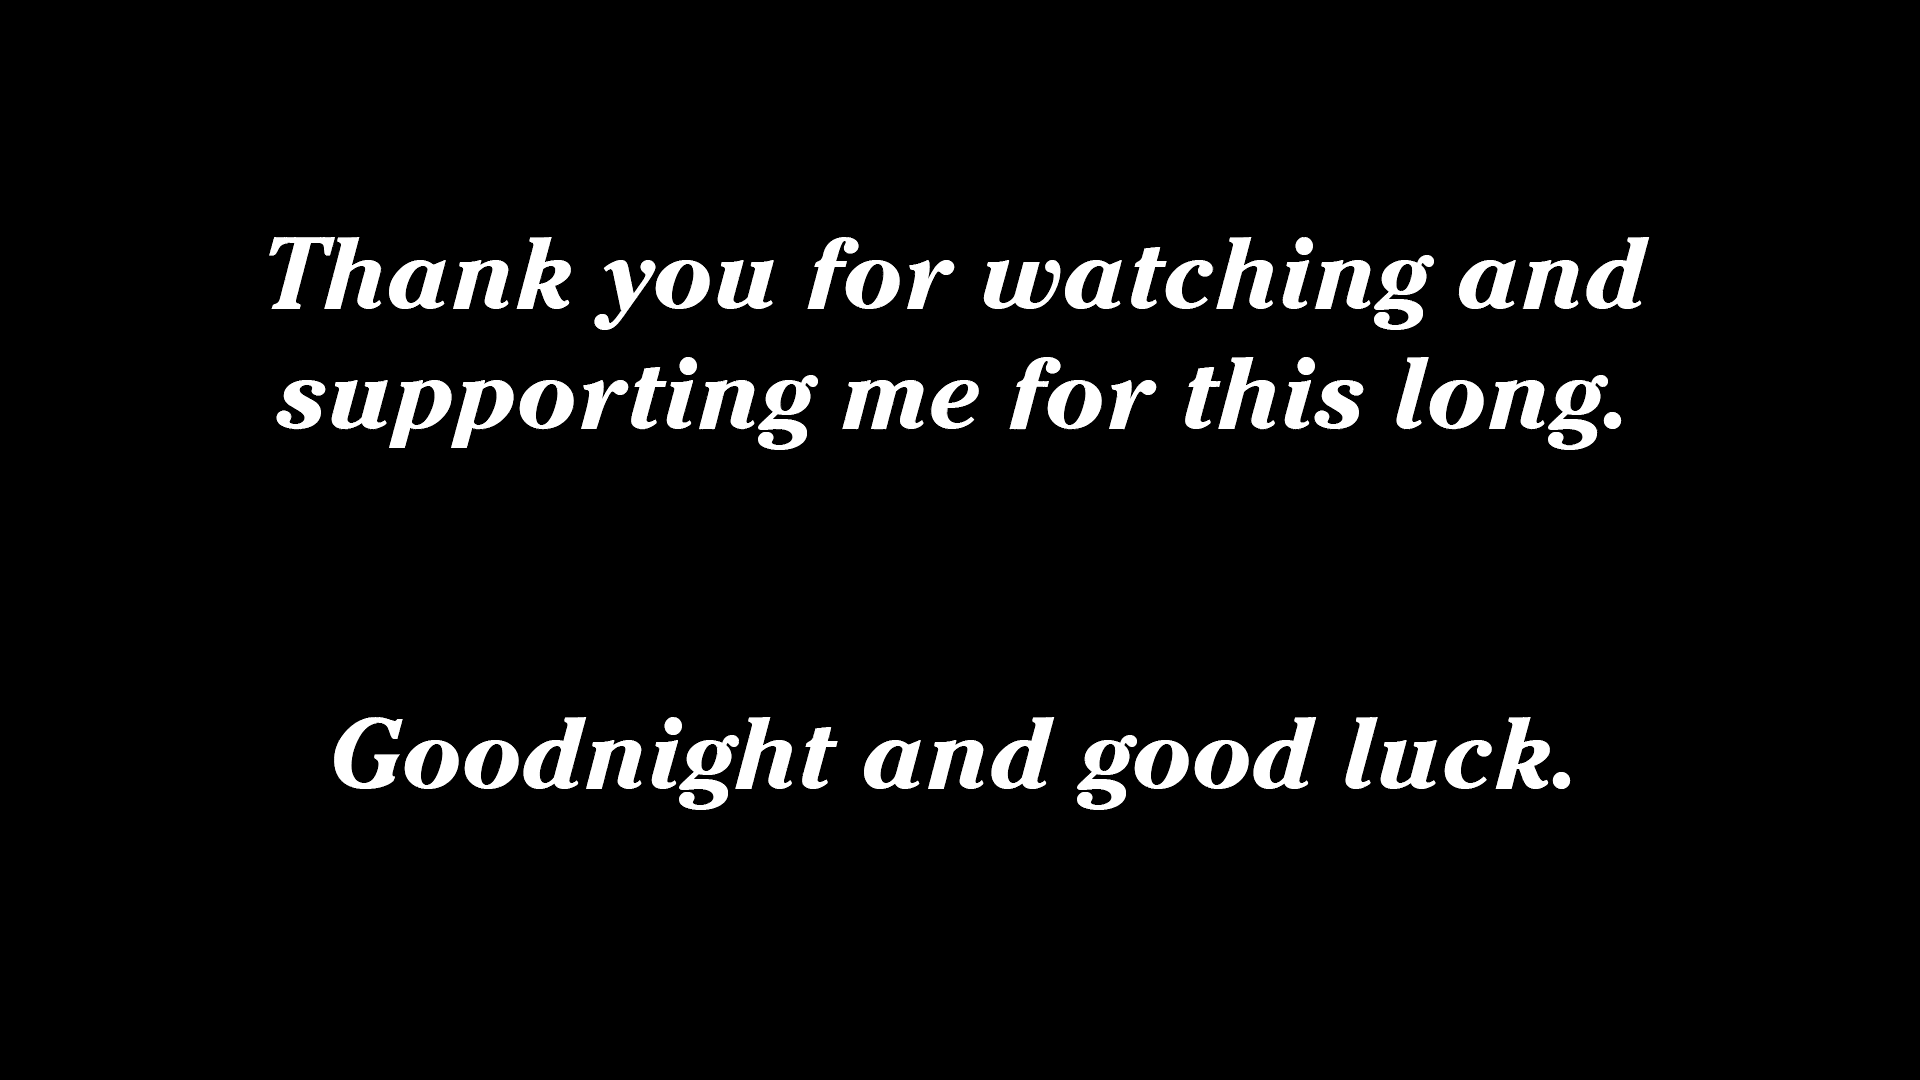 Thank you for watching and
supporting me for this long.
Goodnight and good luck.